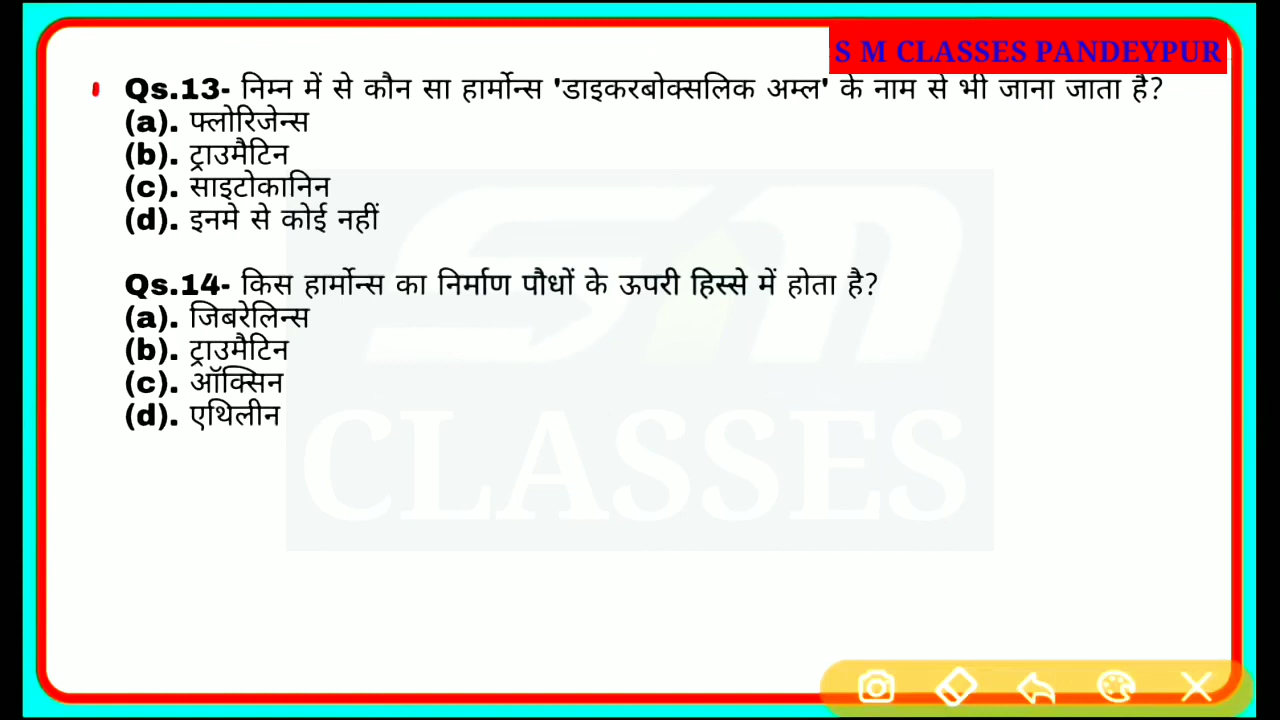 S M CLASSES PANDEYPUR
Qs.13- निम्न में से कौन सा हार्मोन्स 'डाइकरबोक्सलिक अम्ल' के नाम से भी जाना जाता है?
(a). फ्लोरिजेन्स
(b). ट्राउमैटिन
(c). साइटोकानिन
(d). इनमे से कोई नहीं
Qs.14- किस हार्मोन्स का निर्माण पौधों के ऊपरी हिस्से में होता है?
(a). जिबरेलिन्स
(b). ट्राउमैटिन
(c). ऑक्सिन
(d). एथिलीन
SM
CLASSES